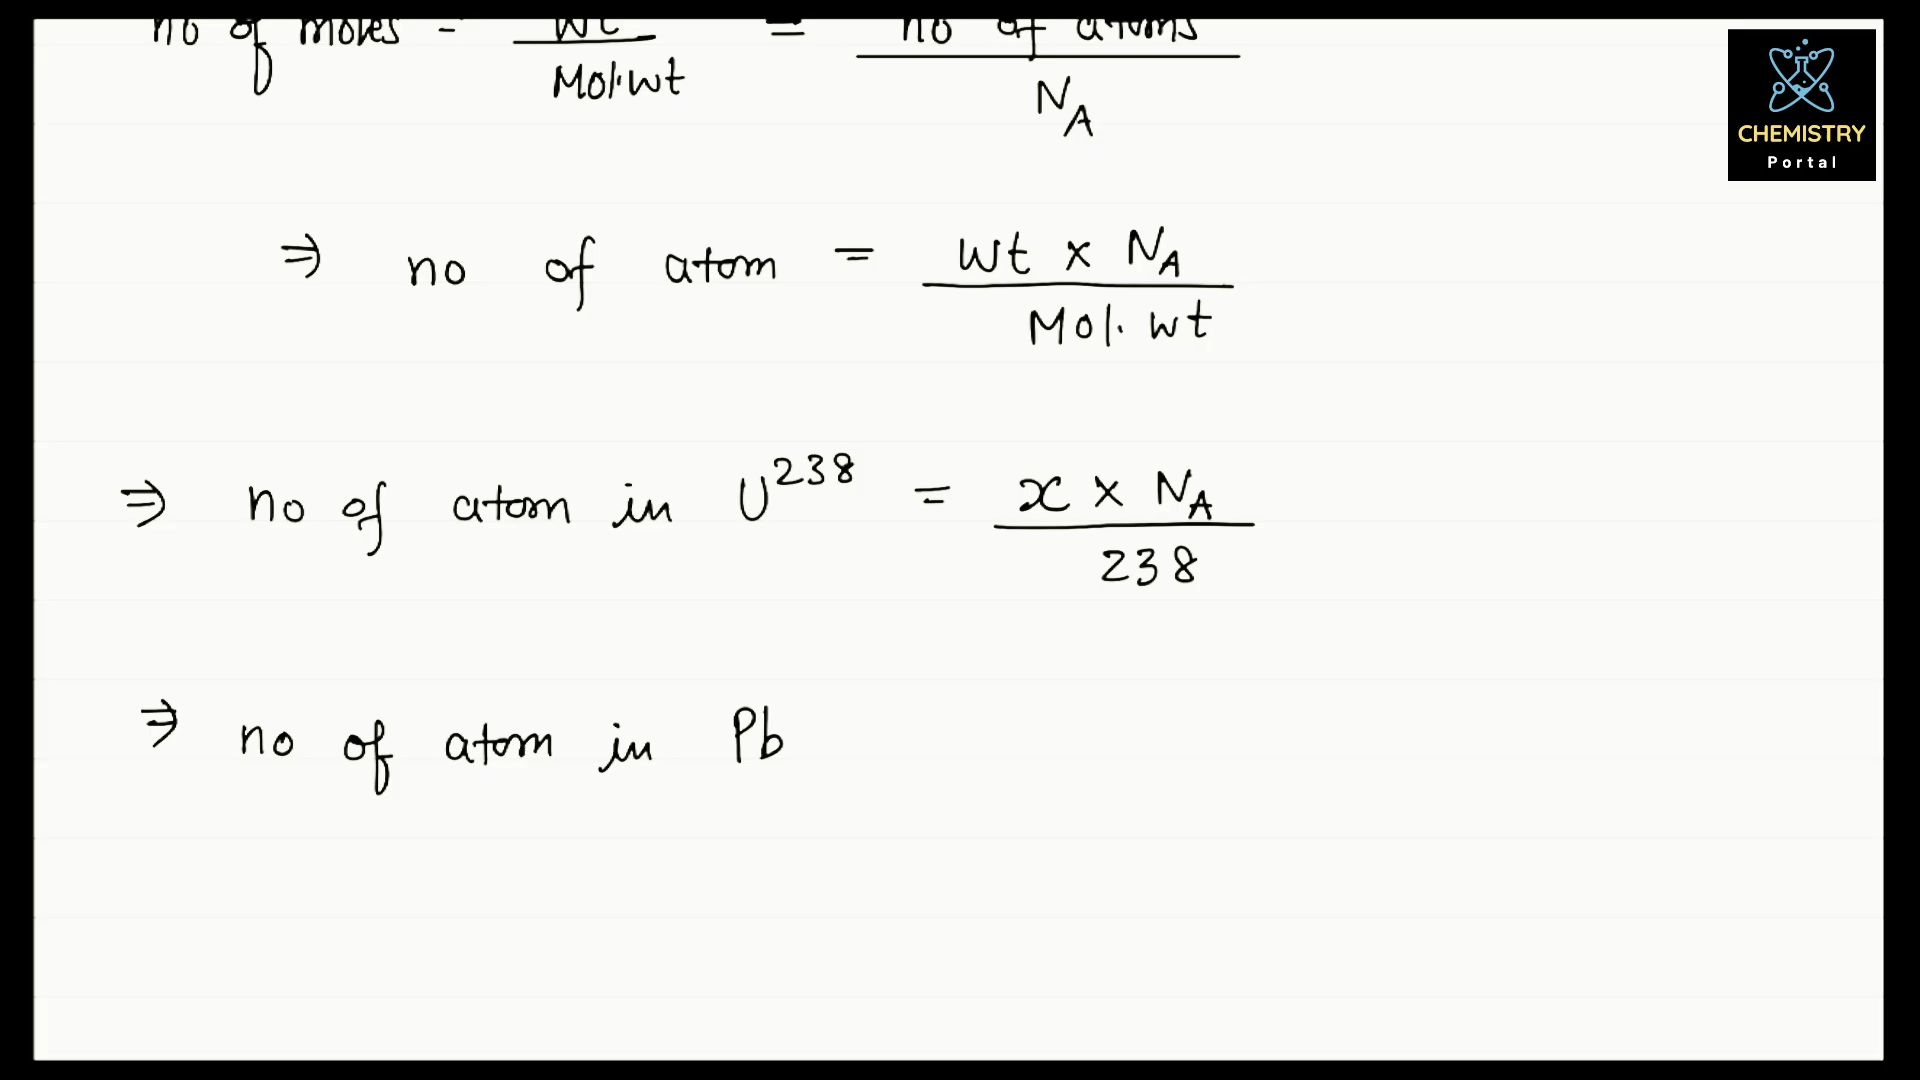 no of moles = wt / Mol.wt = no of atoms / N_A
CHEMISTRY
Portal
⇒ no of atom = wt × N_A / Mol. wt
⇒ no of atom in U^238 = x × N_A / 238
⇒ no of atom in Pb